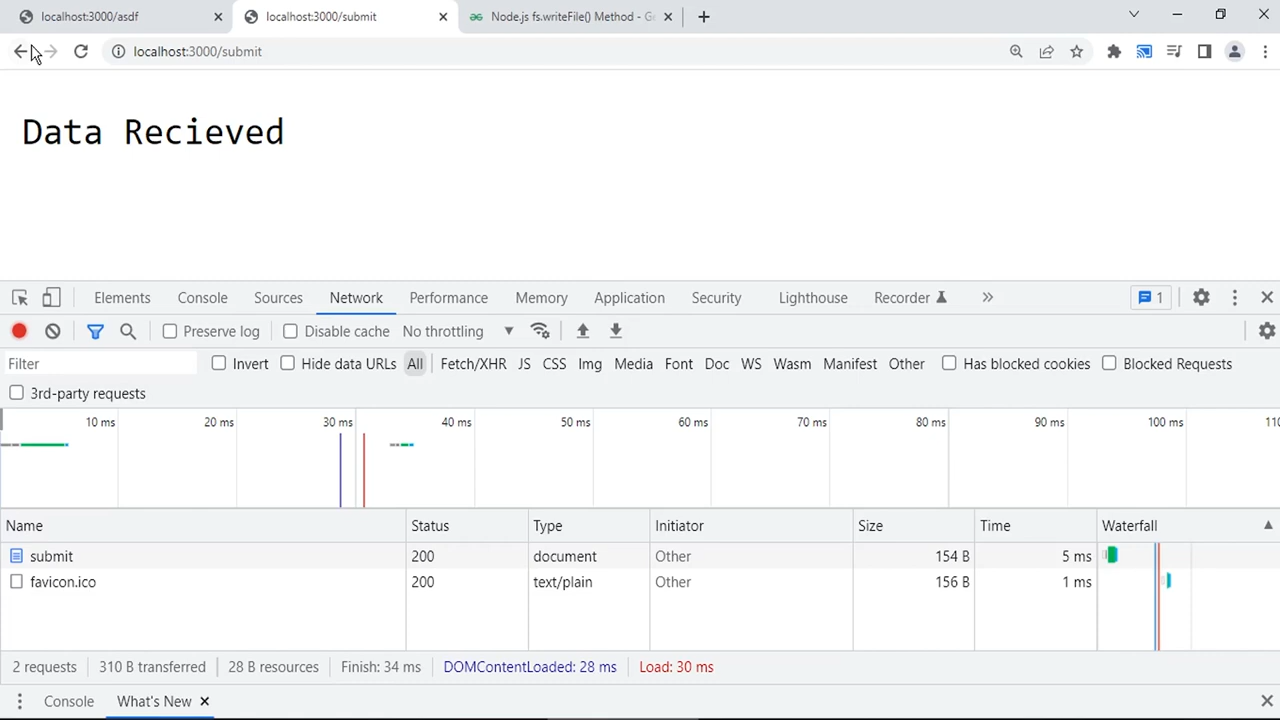 localhost:3000/asdf
localhost:3000/submit
Node.js fs.writeFile() Method - Ge
localhost:3000/submit
Data Recieved
Elements Console Sources Network Performance Memory Application Security Lighthouse Recorder 1
Preserve log Disable cache No throttling
Filter Invert Hide data URLs All Fetch/XHR JS CSS Img Media Font Doc WS Wasm Manifest Other Has blocked cookies Blocked Requests
3rd-party requests
10 ms 20 ms 30 ms 40 ms 50 ms 60 ms 70 ms 80 ms 90 ms 100 ms 110
Name Status Type Initiator Size Time Waterfall
submit 200 document Other 154 B 5 ms
favicon.ico 200 text/plain Other 156 B 1 ms
2 requests 310 B transferred 28 B resources Finish: 34 ms DOMContentLoaded: 28 ms Load: 30 ms
Console What's New